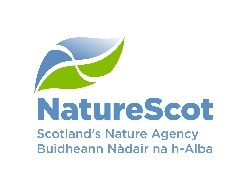 NatureScot
Scotland's Nature Agency
Buidheann Nàdair na h-Alba